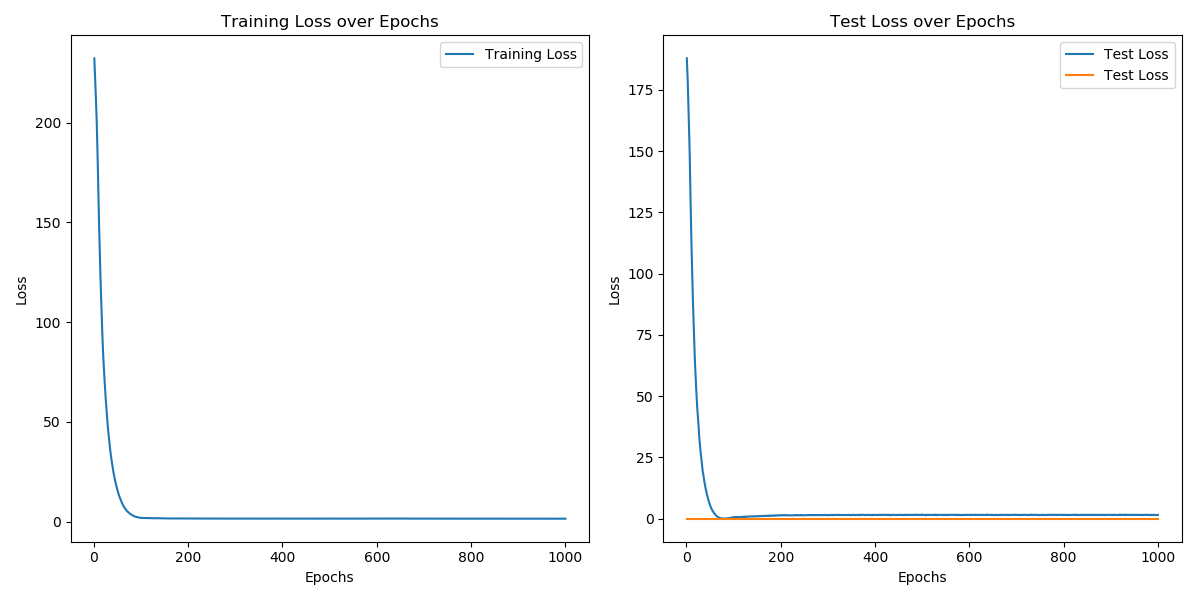 Training Loss over Epochs
Training Loss
200
150
100
50
0
Loss
0 200 400 600 800 1000
Epochs
Test Loss over Epochs
Test Loss
Test Loss
175
150
125
100
75
50
25
0
Loss
0 200 400 600 800 1000
Epochs